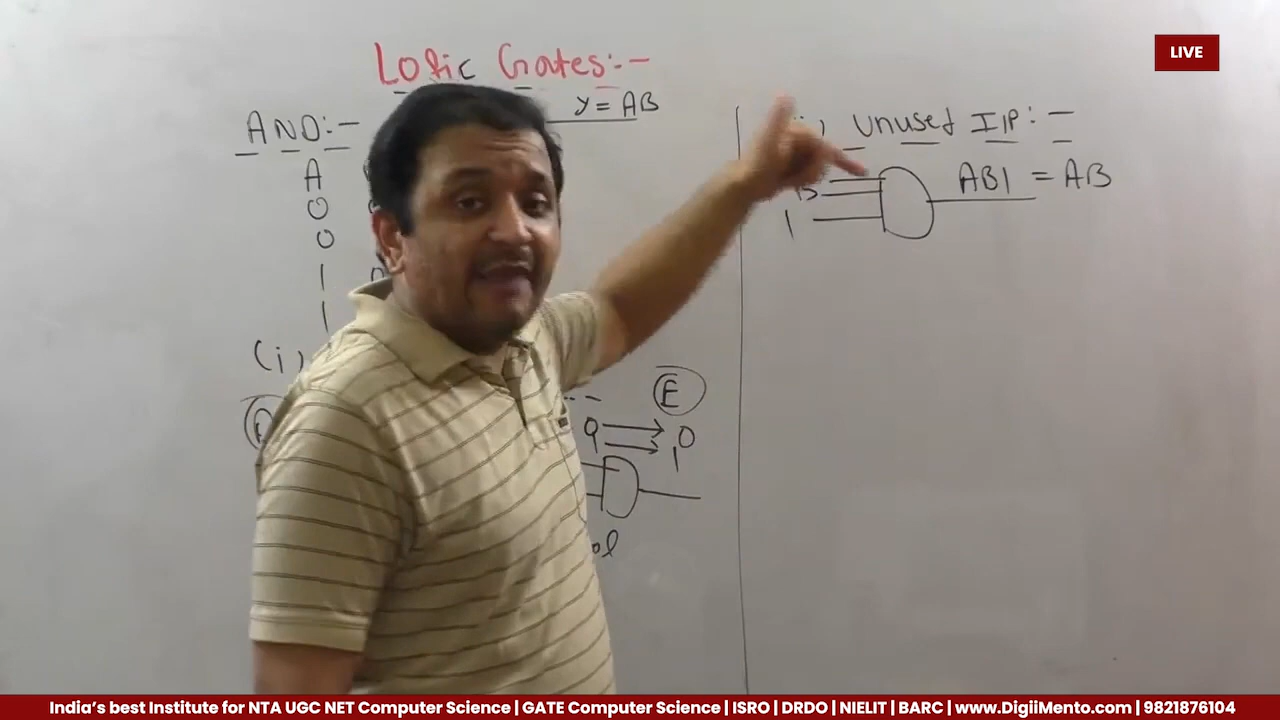 LIVE
Logic Gates:-
AND:-
Y = AB
A
0
0
1
1
(i)
E
0
1
Unused I/P:-
1
AB1 = AB
India's best Institute for NTA UGC NET Computer Science | GATE Computer Science | ISRO | DRDO | NIELIT | BARC | www.DigiiMento.com | 9821876104